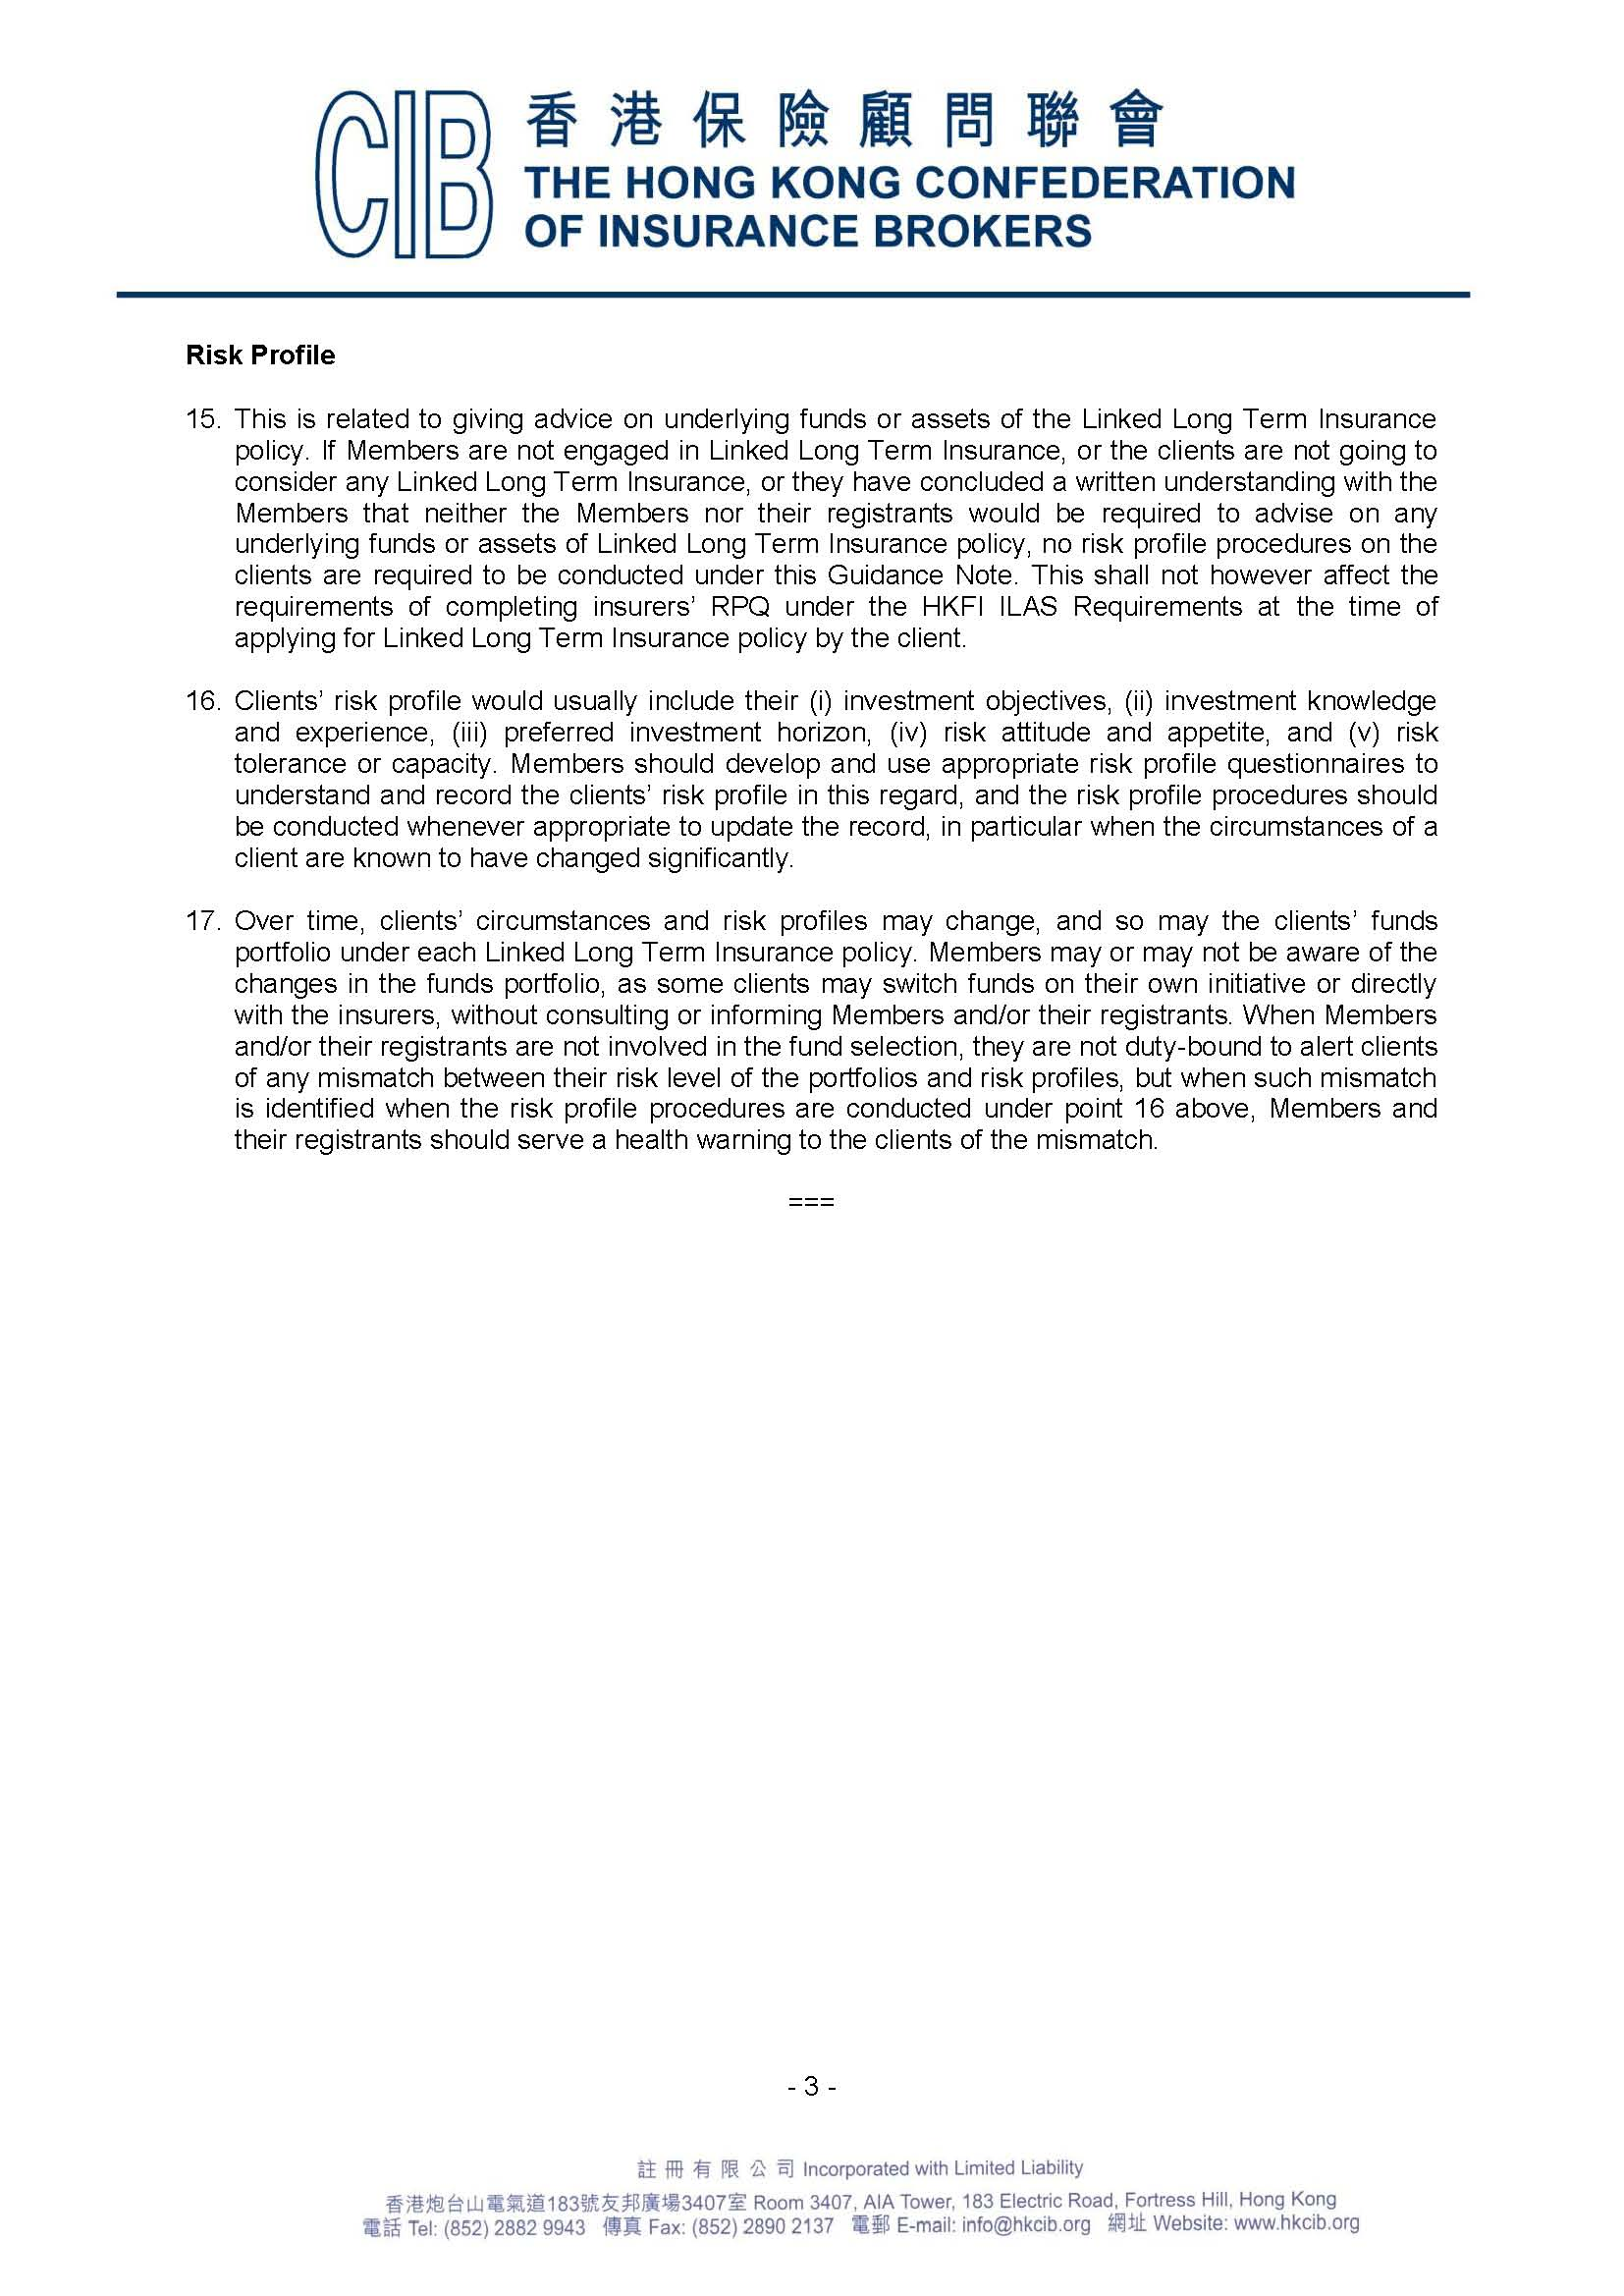 CIB
香港保險顧問聯會
THE HONG KONG CONFEDERATION
OF INSURANCE BROKERS
Risk Profile
15. This is related to giving advice on underlying funds or assets of the Linked Long Term Insurance
policy. If Members are not engaged in Linked Long Term Insurance, or the clients are not going to
consider any Linked Long Term Insurance, or they have concluded a written understanding with the
Members that neither the Members nor their registrants would be required to advise on any
underlying funds or assets of Linked Long Term Insurance policy, no risk profile procedures on the
clients are required to be conducted under this Guidance Note. This shall not however affect the
requirements of completing insurers’ RPQ under the HKFI ILAS Requirements at the time of
applying for Linked Long Term Insurance policy by the client.
16. Clients’ risk profile would usually include their (i) investment objectives, (ii) investment knowledge
and experience, (iii) preferred investment horizon, (iv) risk attitude and appetite, and (v) risk
tolerance or capacity. Members should develop and use appropriate risk profile questionnaires to
understand and record the clients’ risk profile in this regard, and the risk profile procedures should
be conducted whenever appropriate to update the record, in particular when the circumstances of a
client are known to have changed significantly.
17. Over time, clients’ circumstances and risk profiles may change, and so may the clients’ funds
portfolio under each Linked Long Term Insurance policy. Members may or may not be aware of the
changes in the funds portfolio, as some clients may switch funds on their own initiative or directly
with the insurers, without consulting or informing Members and/or their registrants. When Members
and/or their registrants are not involved in the fund selection, they are not duty-bound to alert clients
of any mismatch between their risk level of the portfolios and risk profiles, but when such mismatch
is identified when the risk profile procedures are conducted under point 16 above, Members and
their registrants should serve a health warning to the clients of the mismatch.
===
- 3 -
註冊有限公司 Incorporated with Limited Liability
香港炮台山電氣道183號友邦廣場3407室 Room 3407, AIA Tower, 183 Electric Road, Fortress Hill, Hong Kong
電話 Tel: (852) 2882 9943 傳真 Fax: (852) 2890 2137 電郵 E-mail: info@hkcib.org 網址 Website: www.hkcib.org